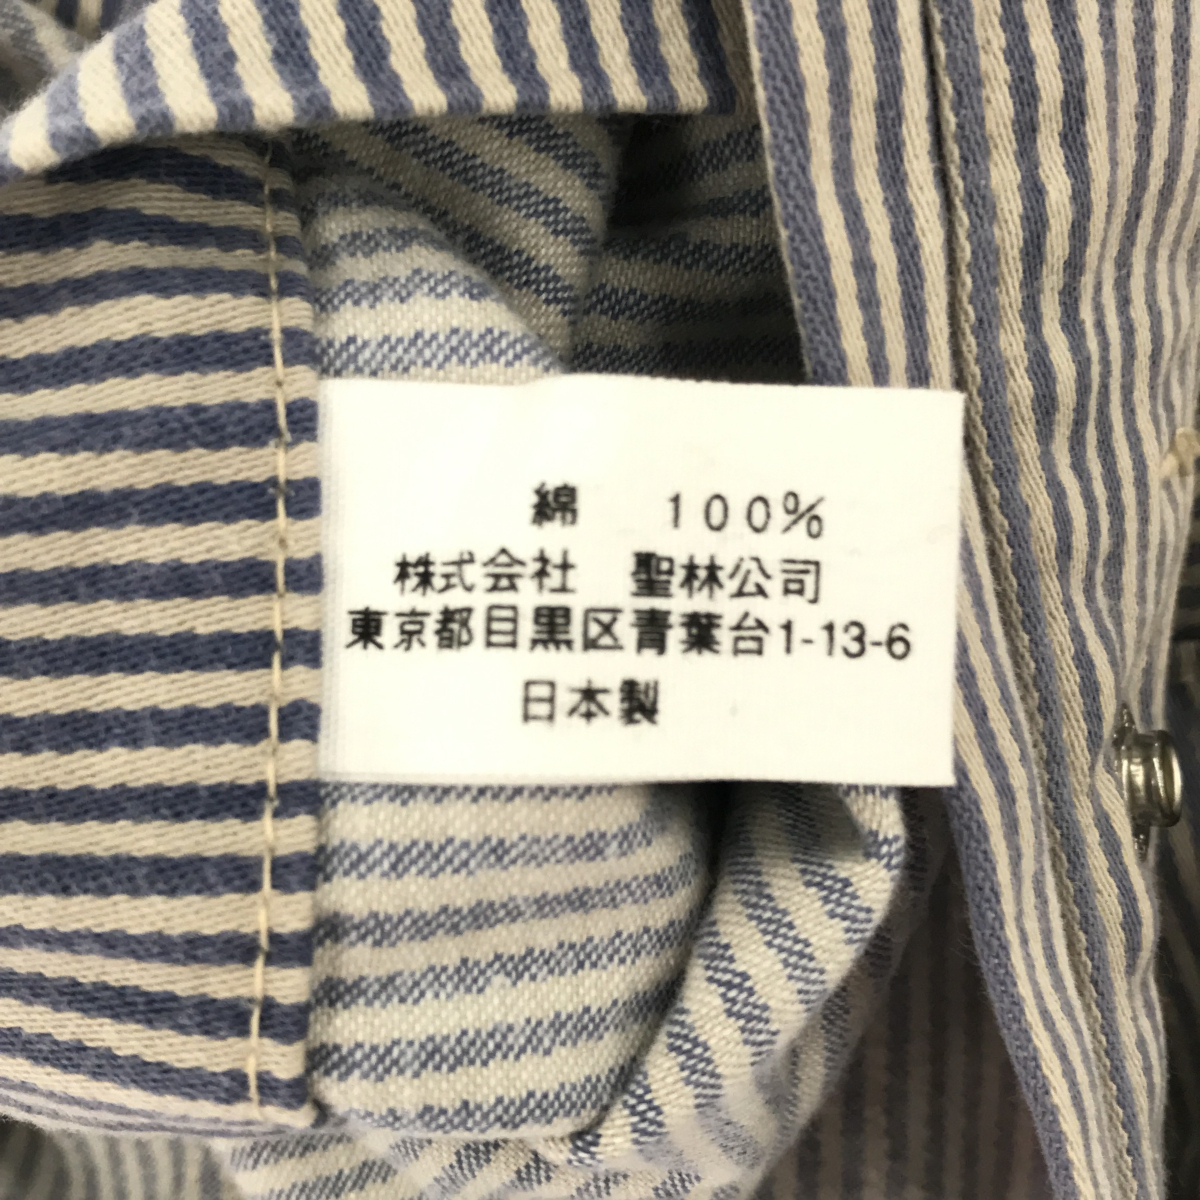 綿　100%
株式会社　聖林公司
東京都目黒区青葉台1-13-6
日本製